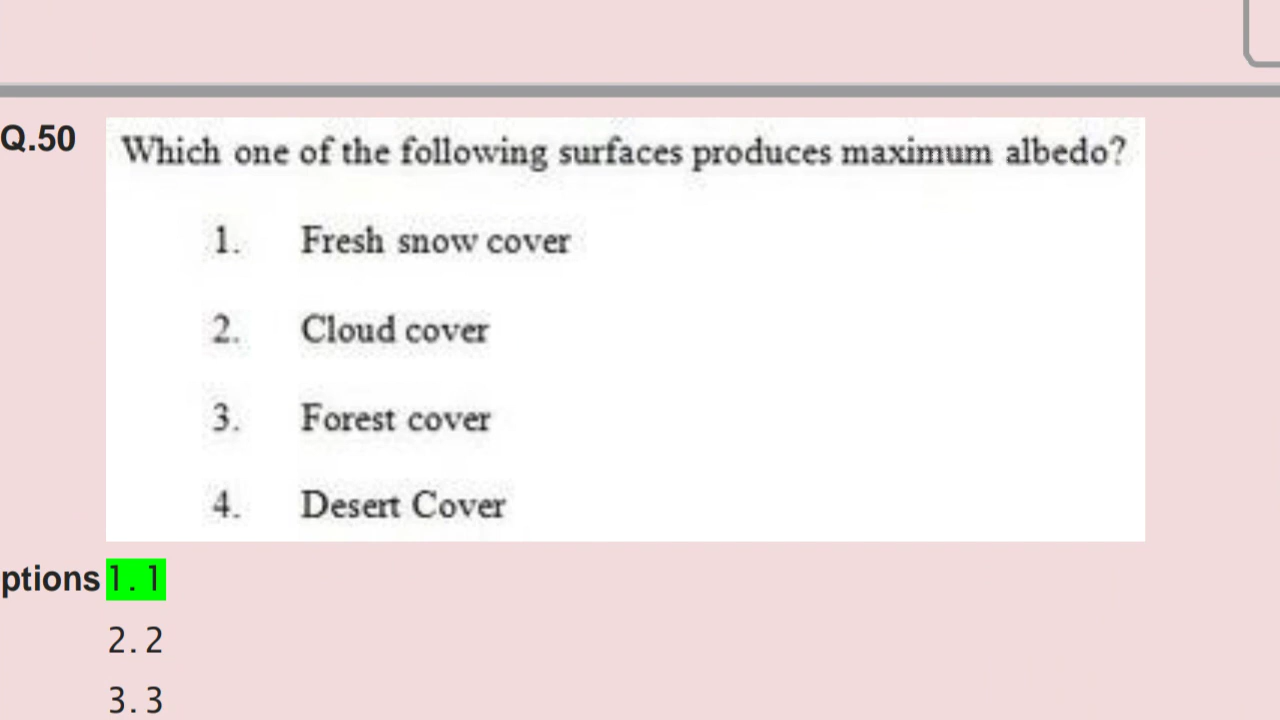 Q.50 Which one of the following surfaces produces maximum albedo?
1. Fresh snow cover
2. Cloud cover
3. Forest cover
4. Desert Cover
ptions 1. 1
2. 2
3. 3